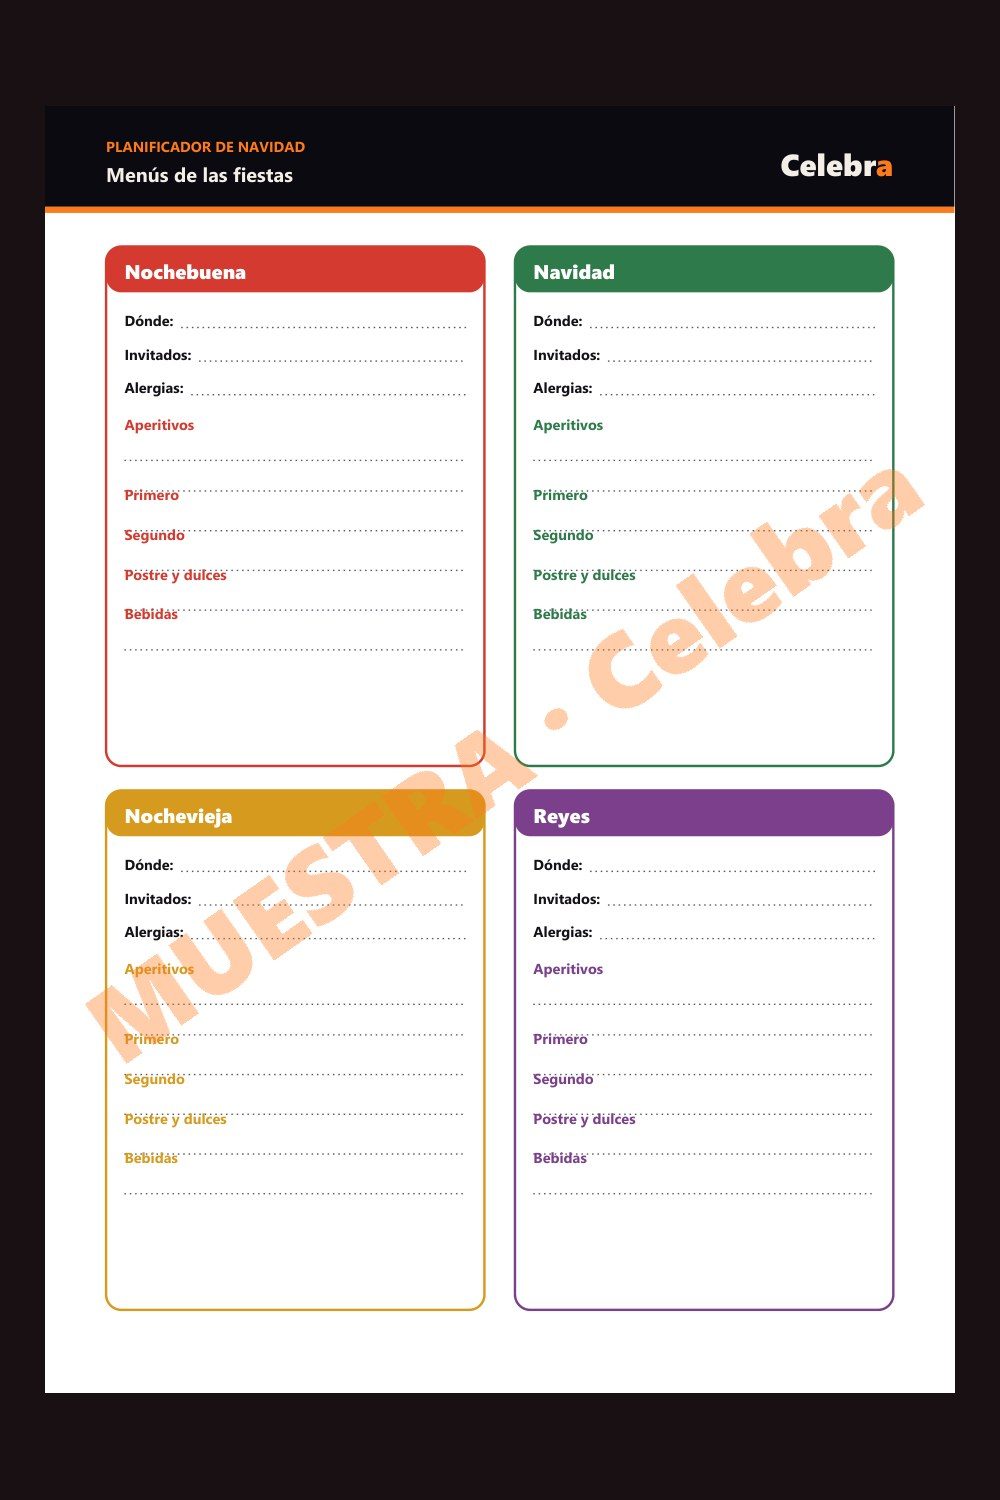 PLANIFICADOR DE NAVIDAD
Menús de las fiestas
Celebra
Nochebuena
Dónde:
Invitados:
Alergias:
Aperitivos
Primero
Segundo
Postre y dulces
Bebidas
Navidad
Dónde:
Invitados:
Alergias:
Aperitivos
Primero
Segundo
Postre y dulces
Bebidas
Nochevieja
Dónde:
Invitados:
Alergias:
Aperitivos
Primero
Segundo
Postre y dulces
Bebidas
Reyes
Dónde:
Invitados:
Alergias:
Aperitivos
Primero
Segundo
Postre y dulces
Bebidas
MUESTRA · Celebra